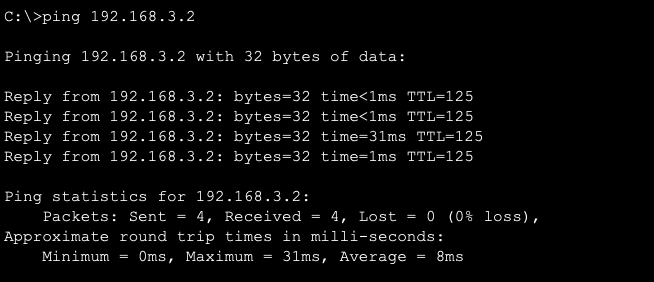 C:\>ping 192.168.3.2
Pinging 192.168.3.2 with 32 bytes of data:
Reply from 192.168.3.2: bytes=32 time<1ms TTL=125
Reply from 192.168.3.2: bytes=32 time<1ms TTL=125
Reply from 192.168.3.2: bytes=32 time=31ms TTL=125
Reply from 192.168.3.2: bytes=32 time=1ms TTL=125
Ping statistics for 192.168.3.2:
    Packets: Sent = 4, Received = 4, Lost = 0 (0% loss),
Approximate round trip times in milli-seconds:
    Minimum = 0ms, Maximum = 31ms, Average = 8ms